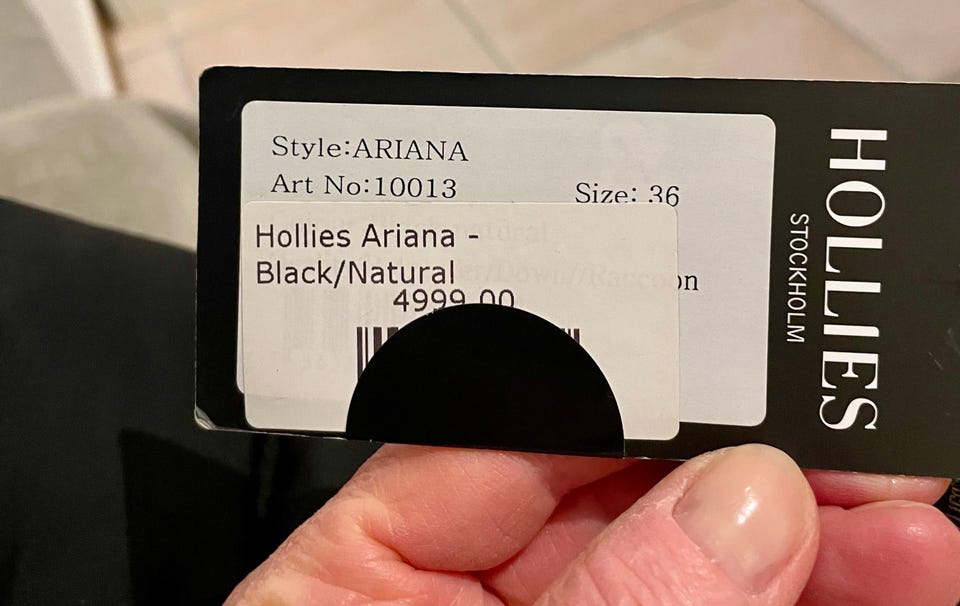 Style:ARIANA
Art No:10013
Size: 36
Hollies Ariana -
Black/Natural
4999.00
HOLLIES
STOCKHOLM